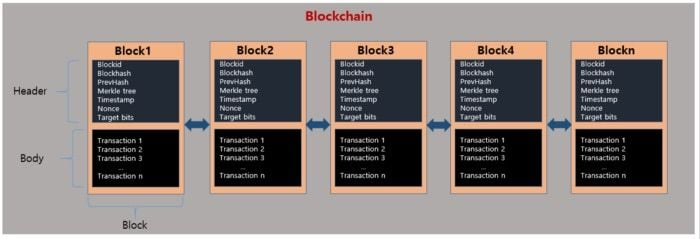 Blockchain
Block1
Blockid
Blockhash
PrevHash
Merkle tree
Timestamp
Nonce
Target bits
Transaction 1
Transaction 2
Transaction 3
...
Transaction n
Block2
Blockid
Blockhash
PrevHash
Merkle tree
Timestamp
Nonce
Target bits
Transaction 1
Transaction 2
Transaction 3
...
Transaction n
Block3
Blockid
Blockhash
PrevHash
Merkle tree
Timestamp
Nonce
Target bits
Transaction 1
Transaction 2
Transaction 3
...
Transaction n
Block4
Blockid
Blockhash
PrevHash
Merkle tree
Timestamp
Nonce
Target bits
Transaction 1
Transaction 2
Transaction 3
...
Transaction n
Blockn
Blockid
Blockhash
PrevHash
Merkle tree
Timestamp
Nonce
Target bits
Transaction 1
Transaction 2
Transaction 3
...
Transaction n
Header
Body
Block